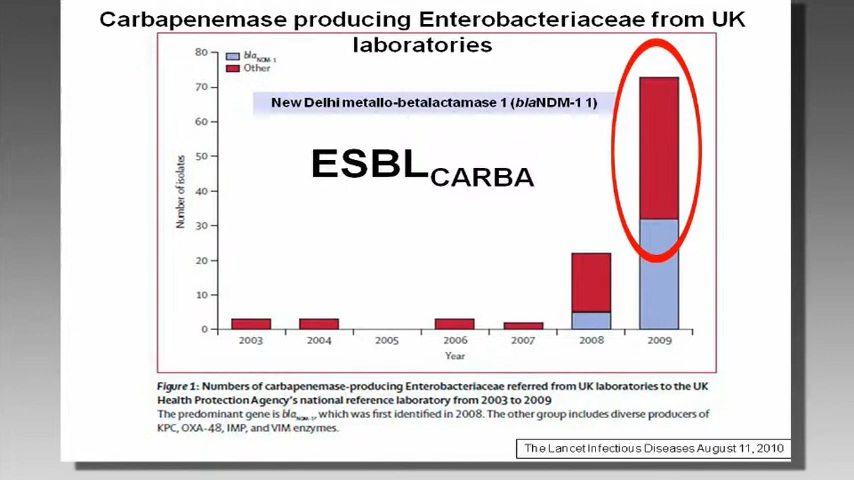 Carbapenemase producing Enterobacteriaceae from UK
laboratories
80
70
60
50
40
30
20
10
0
Number of isolates
blaNDM-1
Other
New Delhi metallo-betalactamase 1 (blaNDM-1 1)
ESBLCARBA
2003 2004 2005 2006 2007 2008 2009
Year
Figure 1: Numbers of carbapenemase-producing Enterobacteriaceae referred from UK laboratories to the UK
Health Protection Agency's national reference laboratory from 2003 to 2009
The predominant gene is blaNDM-1, which was first identified in 2008. The other group includes diverse producers of
KPC, OXA-48, IMP, and VIM enzymes.
The Lancet Infectious Diseases August 11, 2010